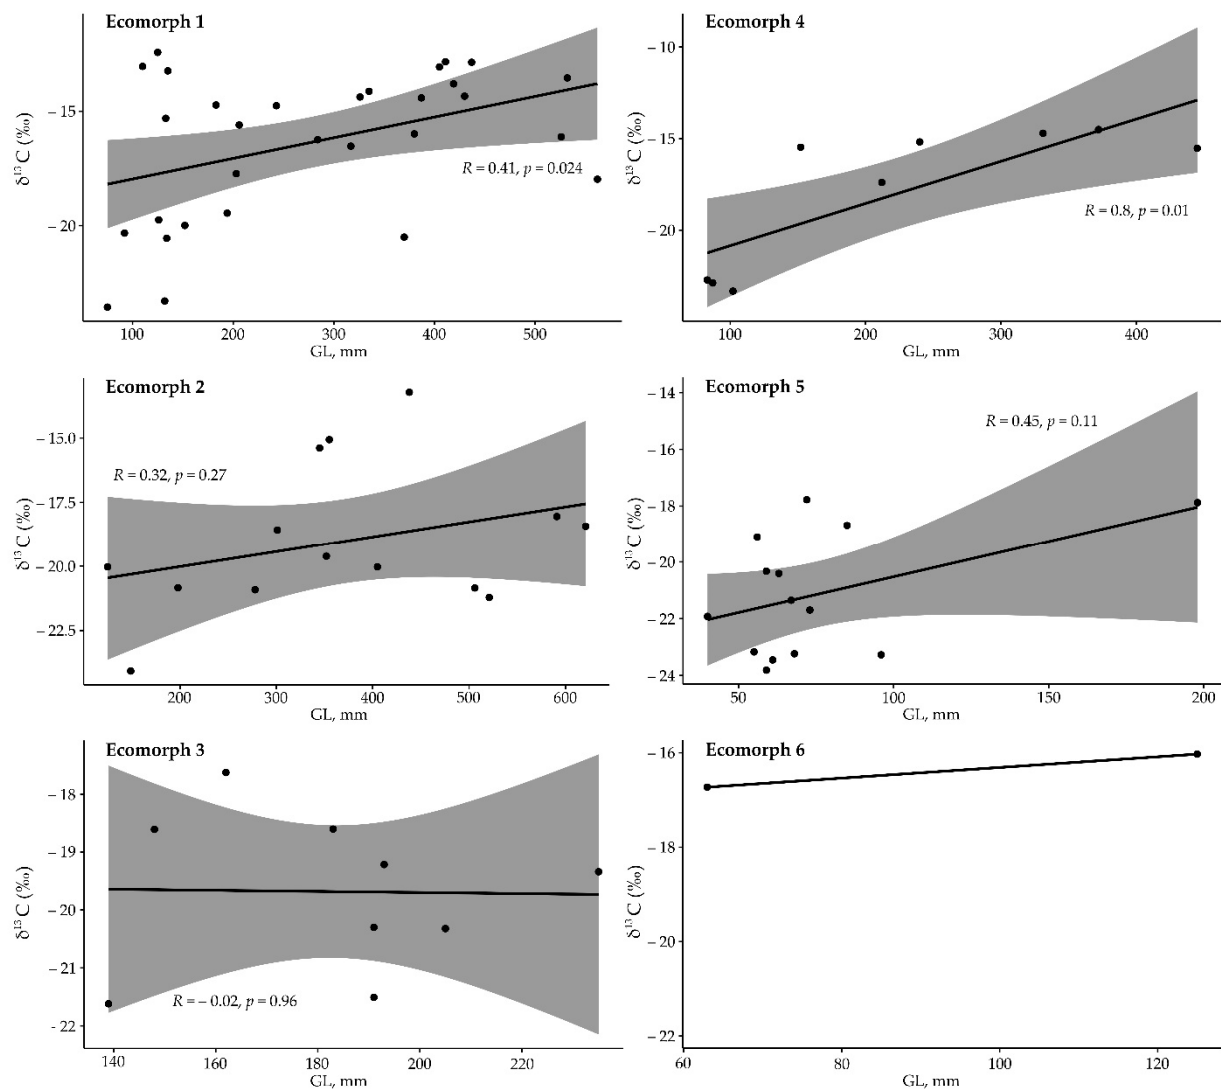 Ecomorph 1
δ¹³C (‰)
−15
−20
R = 0.41, p = 0.024
100 200 300 400 500
GL, mm
Ecomorph 4
δ¹³C (‰)
−10
−15
−20
R = 0.8, p = 0.01
100 200 300 400
GL, mm
Ecomorph 2
δ¹³C (‰)
−15.0
−17.5
−20.0
−22.5
R = 0.32, p = 0.27
200 300 400 500 600
GL, mm
Ecomorph 5
δ¹³C (‰)
−14
−16
−18
−20
−22
−24
R = 0.45, p = 0.11
50 100 150 200
GL, mm
Ecomorph 3
δ¹³C (‰)
−18
−19
−20
−21
−22
R = −0.02, p = 0.96
140 160 180 200 220
GL, mm
Ecomorph 6
δ¹³C (‰)
−16
−18
−20
−22
60 80 100 120
GL, mm